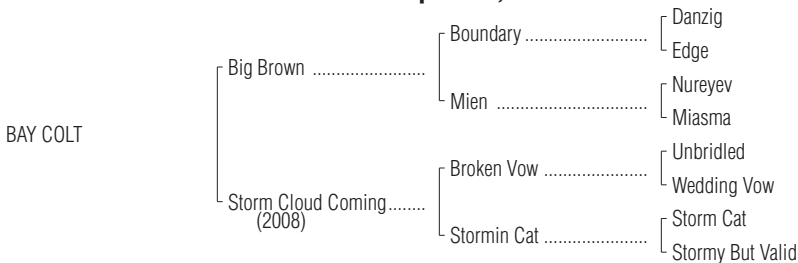 Danzig
Boundary ..........................
Edge
Big Brown ........................
Nureyev
Mien ................................
Miasma
BAY COLT
Unbridled
Broken Vow ......................
Wedding Vow
Storm Cloud Coming........
(2008)
Storm Cat
Stormin Cat ......................
Stormy But Valid